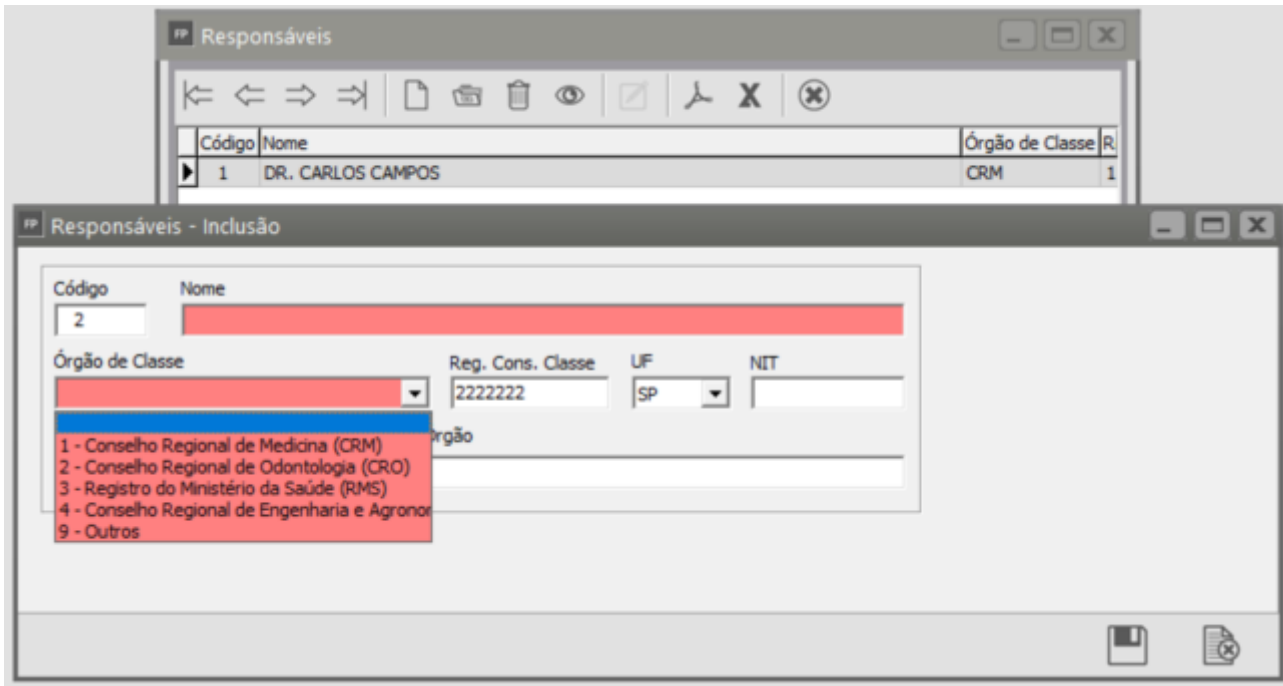 FP Responsáveis
Código Nome Órgão de Classe R
1 DR. CARLOS CAMPOS CRM 1
FP Responsáveis - Inclusão
Código Nome
2
Órgão de Classe Reg. Cons. Classe UF NIT
2222222 SP
Órgão
1 - Conselho Regional de Medicina (CRM)
2 - Conselho Regional de Odontologia (CRO)
3 - Registro do Ministério da Saúde (RMS)
4 - Conselho Regional de Engenharia e Agronor
9 - Outros